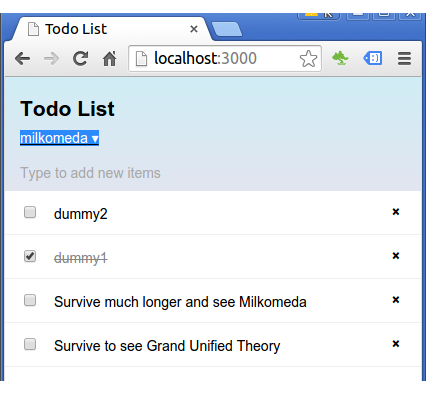 Todo List
localhost:3000
Todo List
milkomeda ▾
Type to add new items
dummy2
dummy1
Survive much longer and see Milkomeda
Survive to see Grand Unified Theory